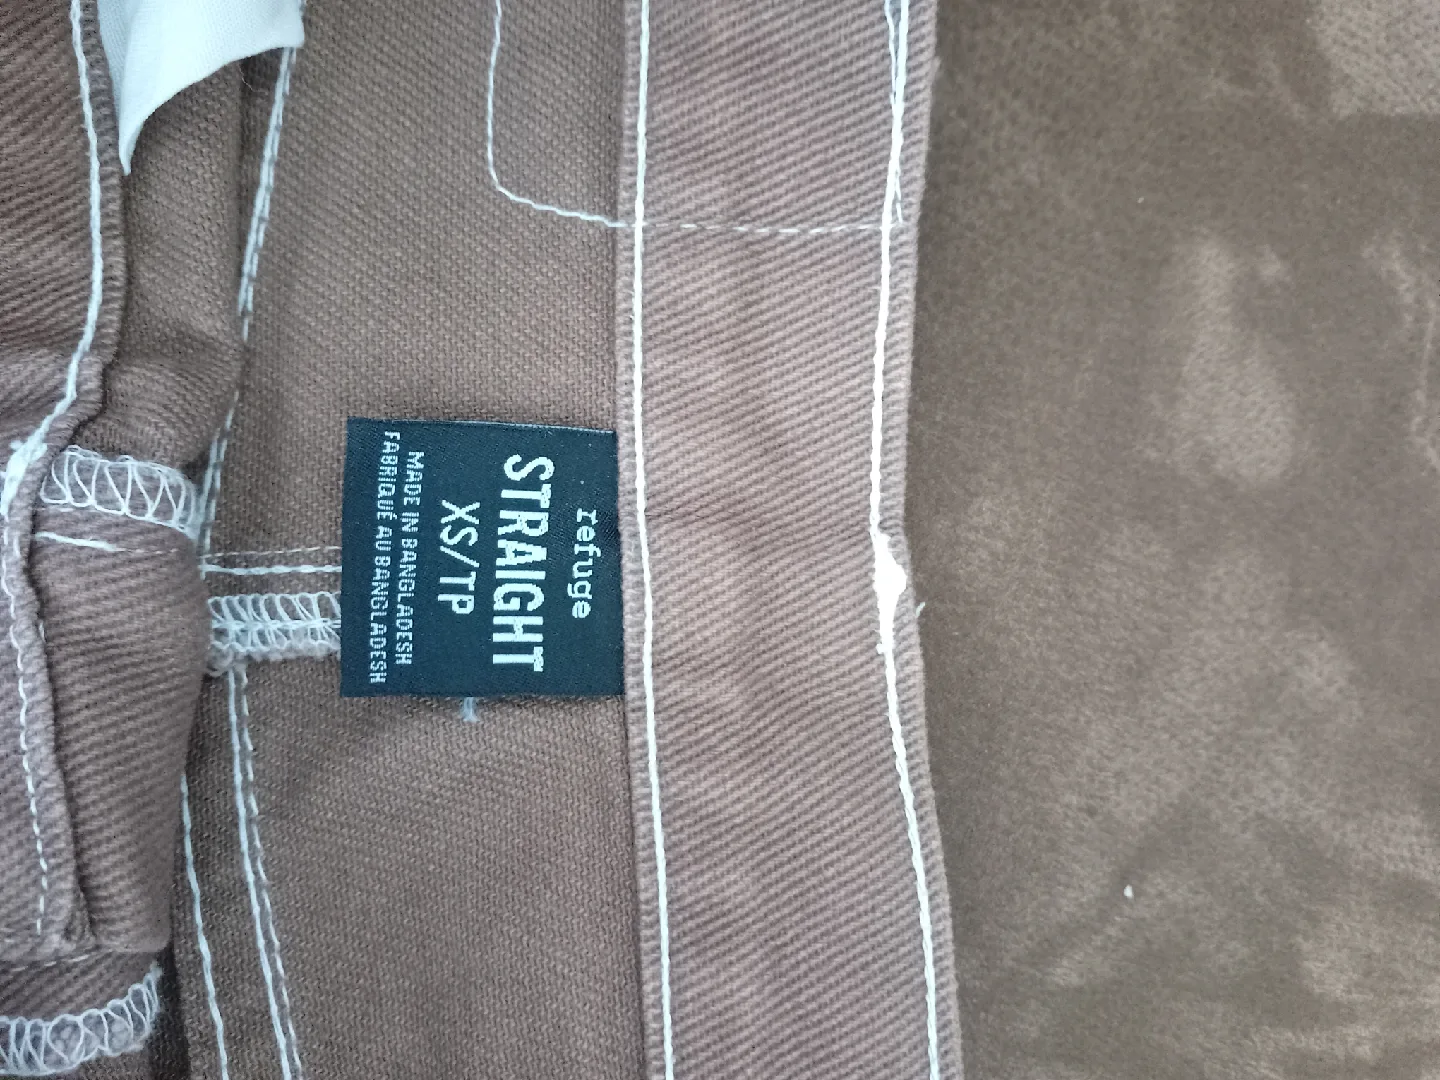 refuge
STRAIGHT
XS/TP
MADE IN BANGLADESH
FABRIQUÉ AU BANGLADESH